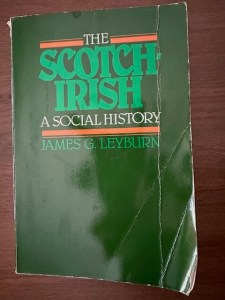 THE
SCOTCH-
IRISH
A SOCIAL HISTORY
JAMES G. LEYBURN